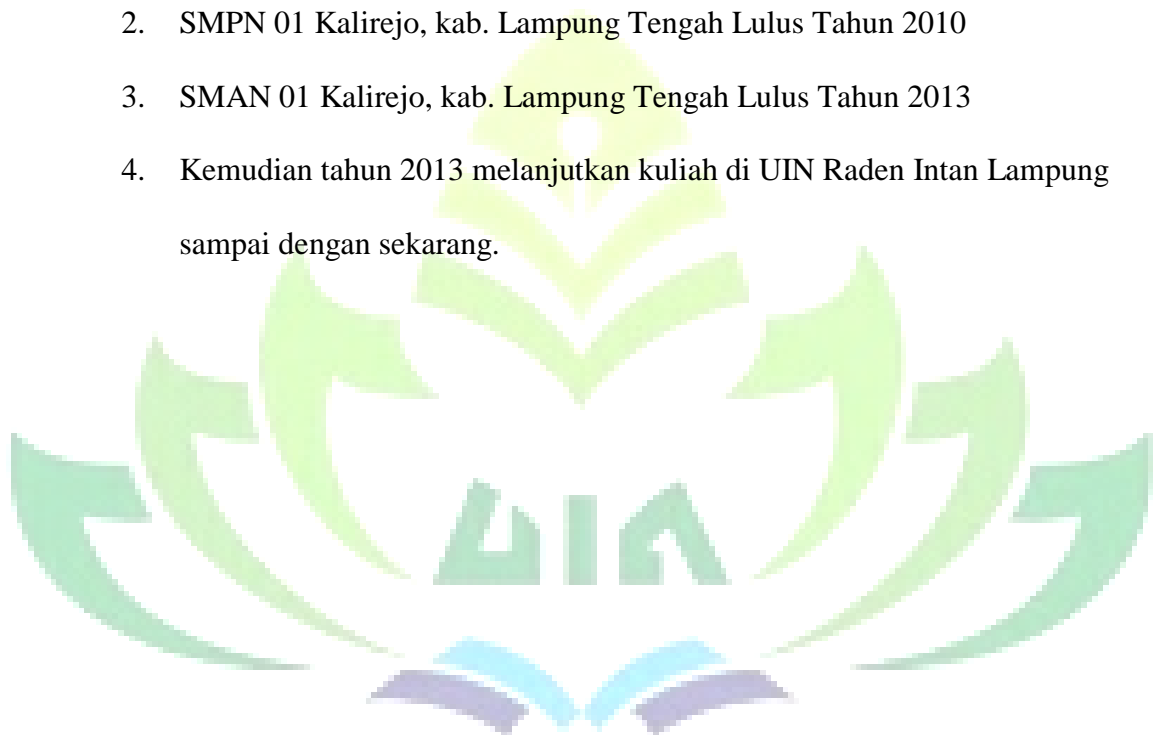 2. SMPN 01 Kalirejo, kab. Lampung Tengah Lulus Tahun 2010
3. SMAN 01 Kalirejo, kab. Lampung Tengah Lulus Tahun 2013
4. Kemudian tahun 2013 melanjutkan kuliah di UIN Raden Intan Lampung
sampai dengan sekarang.
UIN